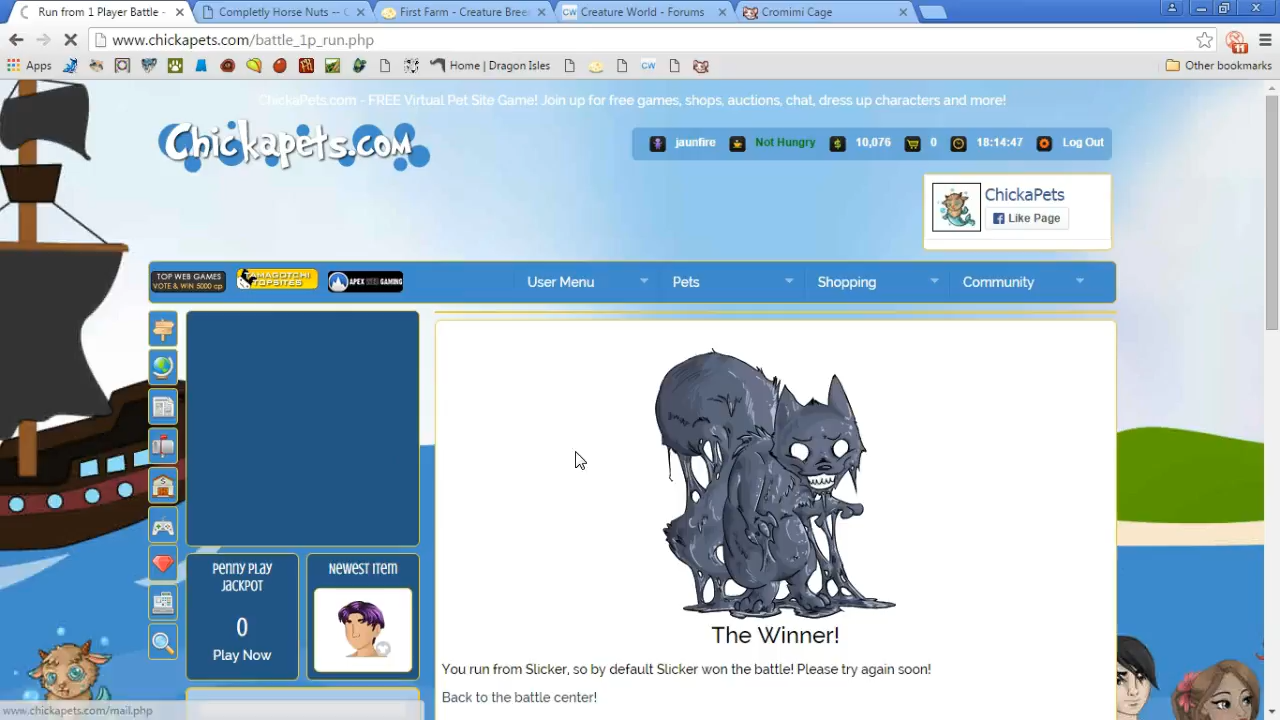 Run from 1 Player Battle -
Completly Horse Nuts --
First Farm - Creature Bree
Creature World - Forums
Cromimi Cage
www.chickapets.com/battle_1p_run.php
11
Apps
Home | Dragon Isles
CW
Other bookmarks
ChickaPets.com - FREE Virtual Pet Site Game! Join up for free games, shops, auctions, chat, dress up characters and more!
Chickapets.com
jaunfire
Not Hungry
10,076
0
18:14:47
Log Out
ChickaPets
Like Page
TOP WEB GAMES
VOTE & WIN 5000 cp
TAMAGOTCHI
TOPSITES
APEX WEB GAMING
User Menu
Pets
Shopping
Community
Penny Play
Jackpot
0
Play Now
Newest Item
The Winner!
You run from Slicker, so by default Slicker won the battle! Please try again soon!
Back to the battle center!
www.chickapets.com/mail.php